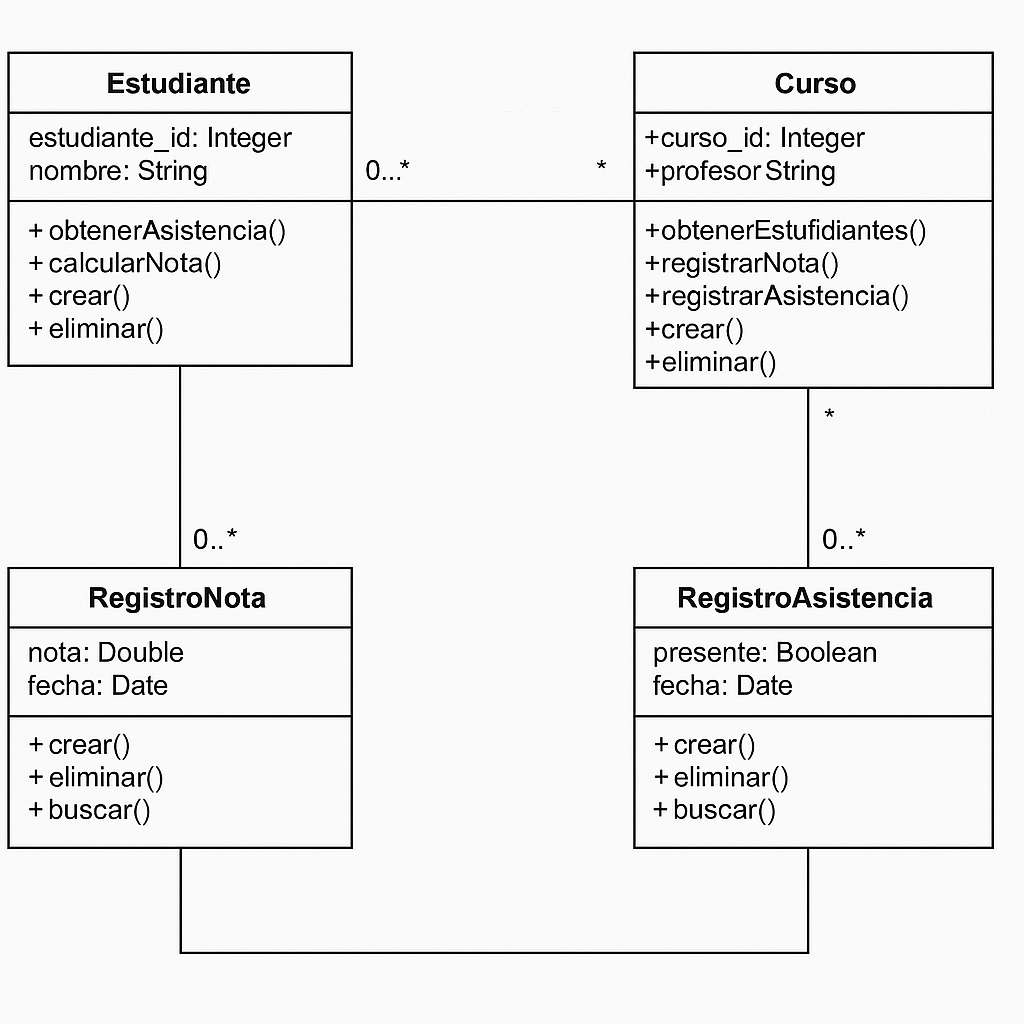 Estudiante
estudiante_id: Integer
nombre: String
+ obtenerAsistencia()
+ calcularNota()
+ crear()
+ eliminar()
0...*
*
Curso
+curso_id: Integer
+profesor String
+obtenerEstufidiantes()
+registrarNota()
+registrarAsistencia()
+crear()
+eliminar()
*
0..*
0..*
RegistroNota
nota: Double
fecha: Date
+ crear()
+ eliminar()
+ buscar()
RegistroAsistencia
presente: Boolean
fecha: Date
+ crear()
+ eliminar()
+ buscar()